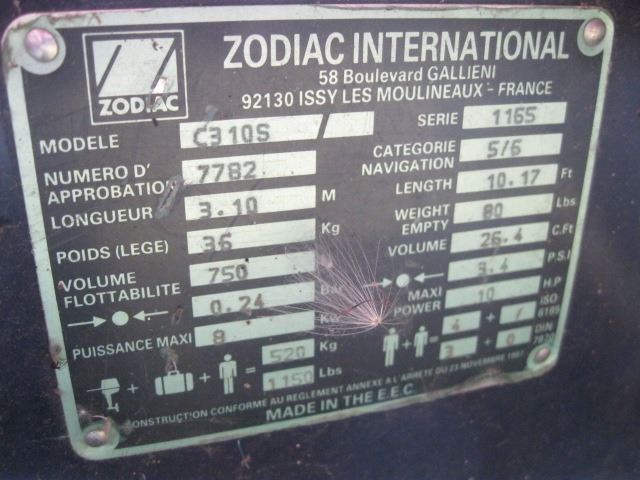 ZODIAC
ZODIAC INTERNATIONAL
58 Boulevard GALLIENI
92130 ISSY LES MOULINEAUX - FRANCE
MODELE C310S / SERIE 1165
NUMERO D' APPROBATION 7782 CATEGORIE NAVIGATION 5/6
LONGUEUR 3.10 M LENGTH 10.17 Ft
POIDS (LEGE) 36 Kg WEIGHT EMPTY 80 Lbs
VOLUME FLOTTABILITE 750 VOLUME 26.4 C.Ft
0.24 Bar 3.4 P.S.I
PUISSANCE MAXI 8 Kw MAXI POWER 10 H.P
+ + 520 Kg + 4 + / ISO 6185
1150 Lbs 3 + 0 DIN
CONSTRUCTION CONFORME AU REGLEMENT ANNEXE A L'ARRETE DU 23 NOVEMBRE 1987
MADE IN THE E.E.C.